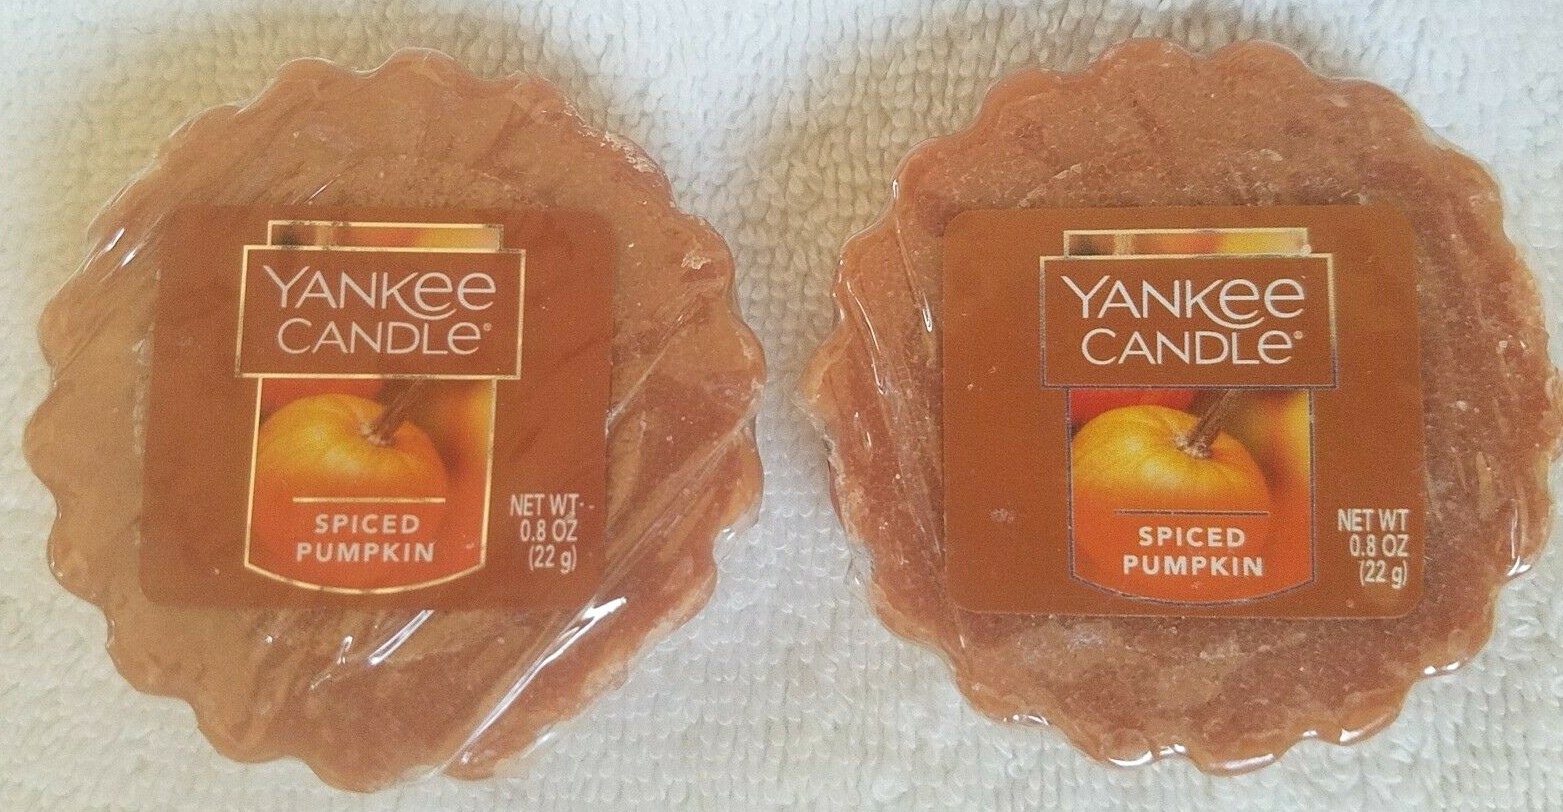 YANKEE
CANDLE®
SPICED
PUMPKIN
NET WT
0.8 OZ
(22 g)
YANKEE
CANDLE®
SPICED
PUMPKIN
NET WT
0.8 OZ
(22 g)